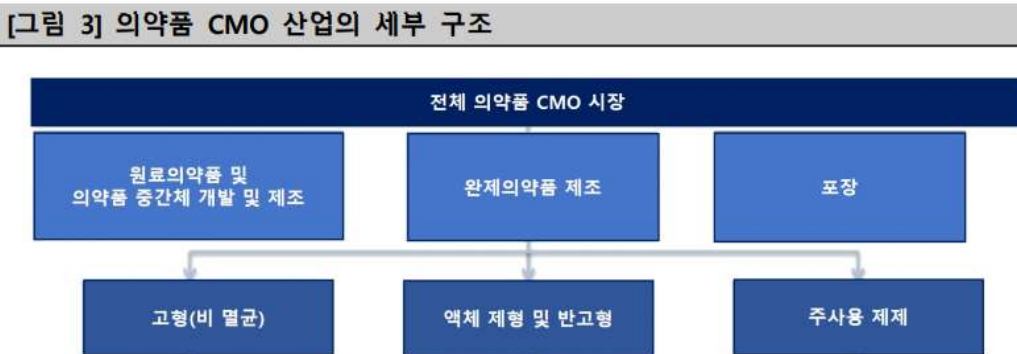 [그림 3] 의약품 CMO 산업의 세부 구조
전체 의약품 CMO 시장
원료의약품 및
의약품 중간체 개발 및 제조
완제의약품 제조
포장
고형(비 멸균)
액체 제형 및 반고형
주사용 제제